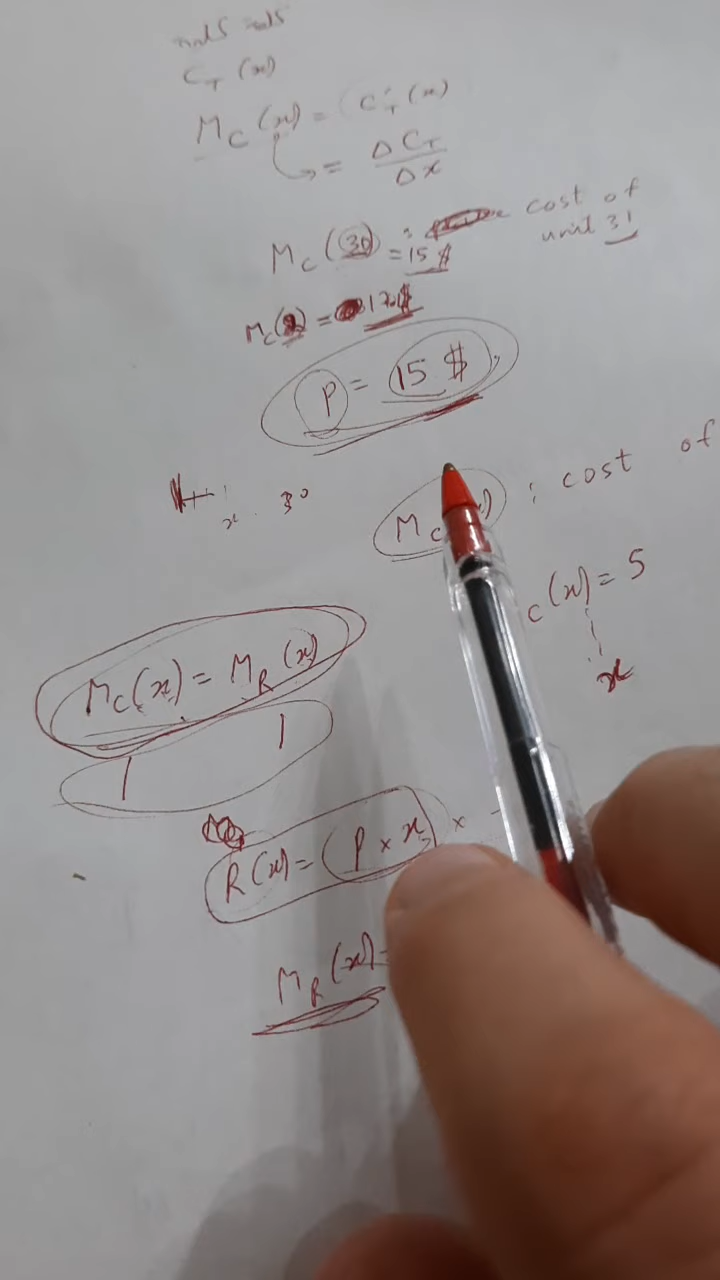 C_T (x)
M_C (x) = C'_T (x)
= ΔC_T / Δx
M_C (30) : cost of
unit 31
= 15 $
M_C( ) = 17 $
P = 15 $
x . 30
M_C : cost of
C (x) = 5
x
M_C(x) = M_R (x)
R(x) = (P × x) ×
M_R (x) =